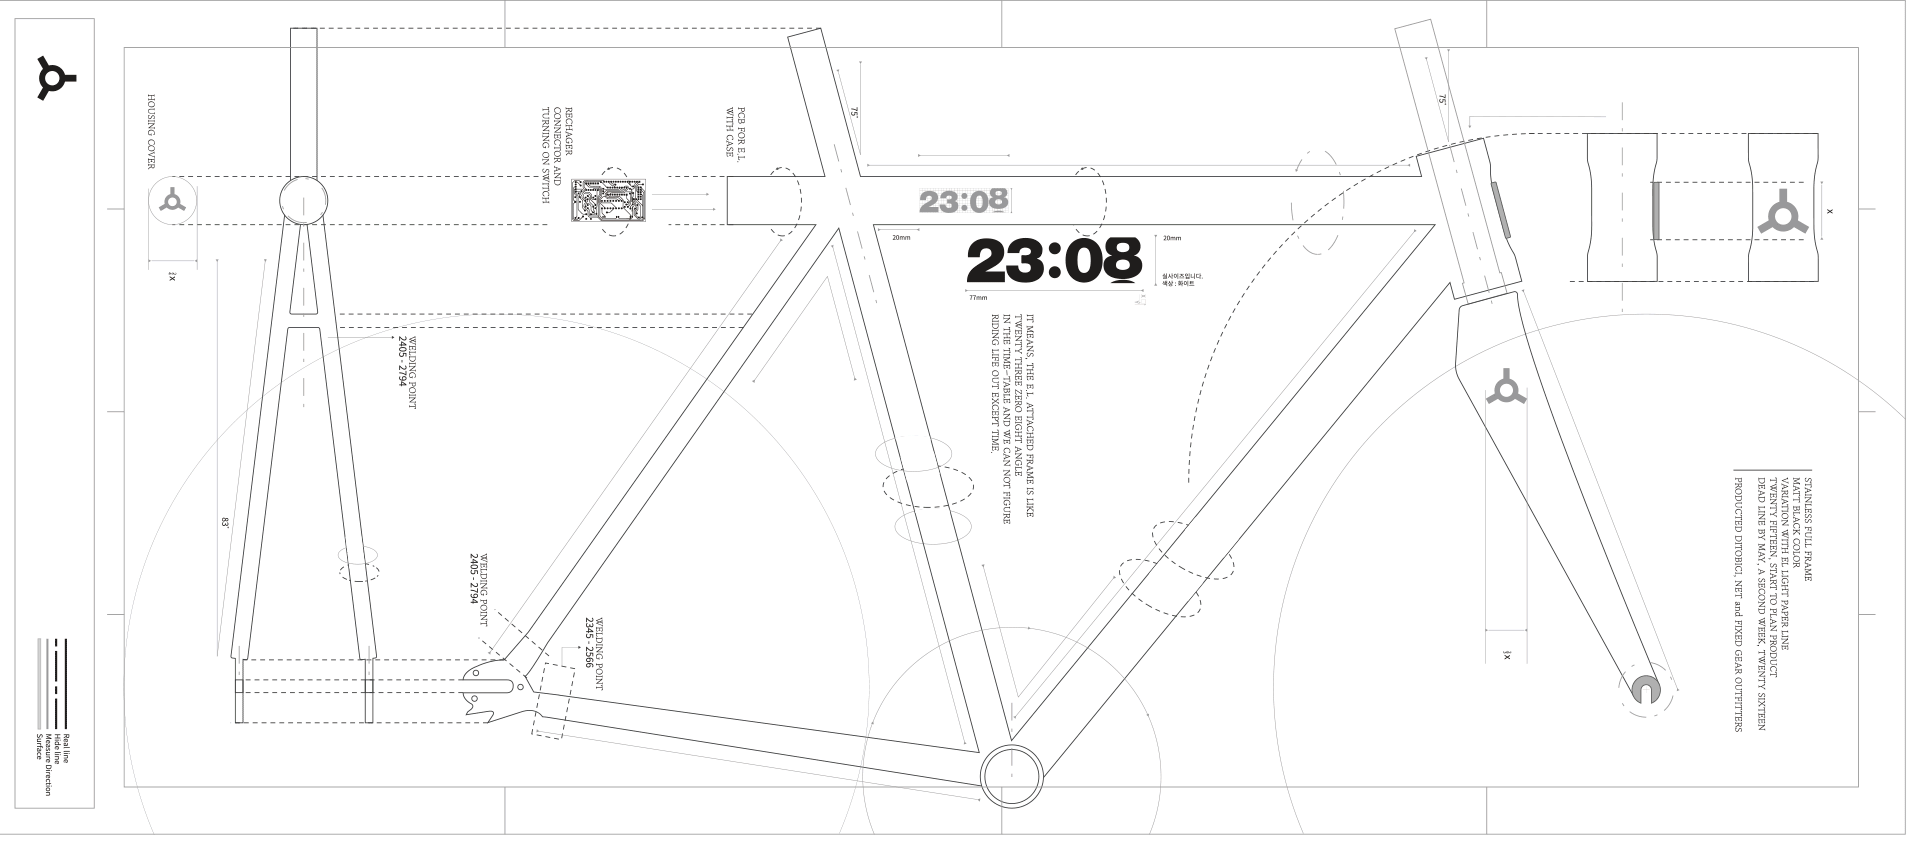 HOUSING COVER
½X
83°
WELDING POINT
2405 - 2794
WELDING POINT
2405 - 2794
WELDING POINT
2345 - 2566
RECHAGER
CONNECTOR AND
TURNING ON SWITCH
PCB FOR E.L.
WITH CASE
75°
23:08
20mm
23:08
20mm
실사이즈입니다.
색상 : 화이트
77mm
IT MEANS, THE E.L. ATTACHED FRAME IS LIKE
TWENTY THREE ZERO EIGHT ANGLE
IN THE TIME-TABLE AND WE CAN NOT FIGURE
RIDING LIFE OUT EXCEPT TIME.
75°
X
STAINLESS FULL FRAME
MATT BLACK COLOR
VARIATION WITH EL LIGHT PAPER LINE
TWENTY FIFTEEN, START TO PLAN PRODUCT
DEAD LINE BY MAY. A SECOND WEEK, TWENTY SIXTEEN
PRODUCTED DITOBICI, NET and FIXED GEAR OUTFITTERS
Real line
Hide line
Measure Direction
Surface